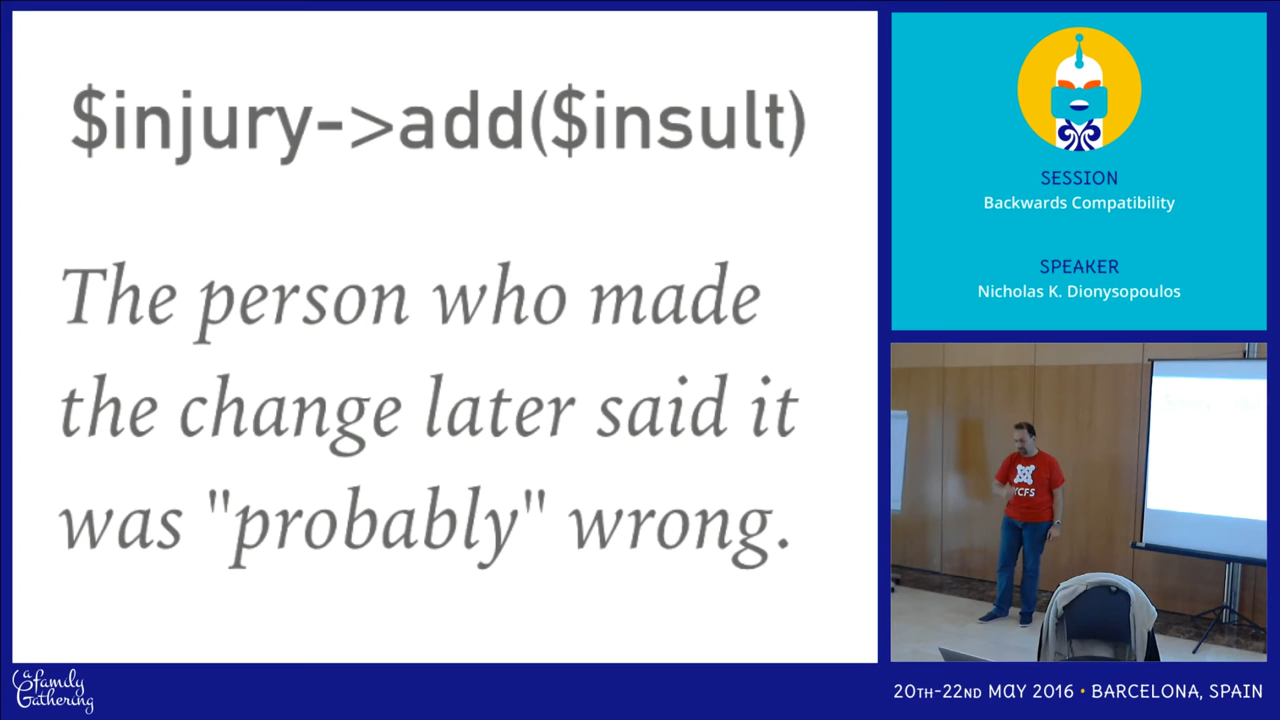 $injury->add($insult)
The person who made
the change later said it
was "probably" wrong.
SESSION
Backwards Compatibility
SPEAKER
Nicholas K. Dionysopoulos
YCFS
a family
Gathering
20TH-22ND MAY 2016 • BARCELONA, SPAIN